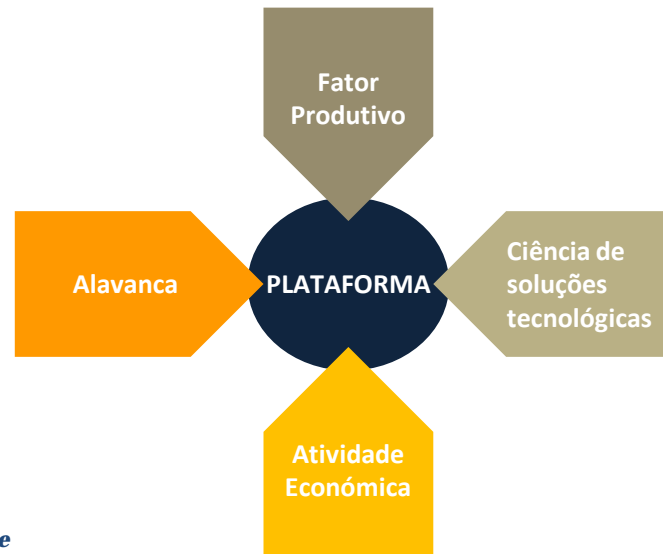 Fator
Produtivo
Alavanca
PLATAFORMA
Ciência de
soluções
tecnológicas
Atividade
Económica
e